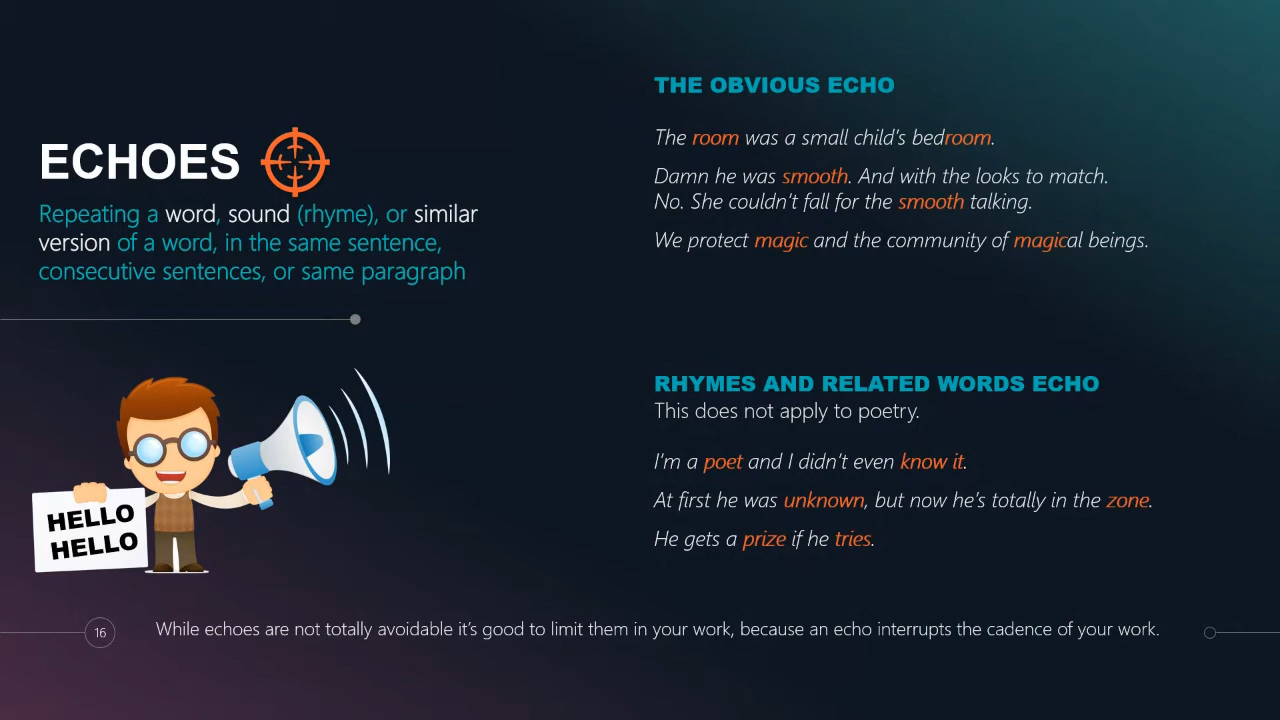 ECHOES
Repeating a word, sound (rhyme), or similar
version of a word, in the same sentence,
consecutive sentences, or same paragraph
HELLO
HELLO
THE OBVIOUS ECHO
The room was a small child's bedroom.
Damn he was smooth. And with the looks to match.
No. She couldn't fall for the smooth talking.
We protect magic and the community of magical beings.
RHYMES AND RELATED WORDS ECHO
This does not apply to poetry.
I'm a poet and I didn't even know it.
At first he was unknown, but now he's totally in the zone.
He gets a prize if he tries.
16
While echoes are not totally avoidable it's good to limit them in your work, because an echo interrupts the cadence of your work.